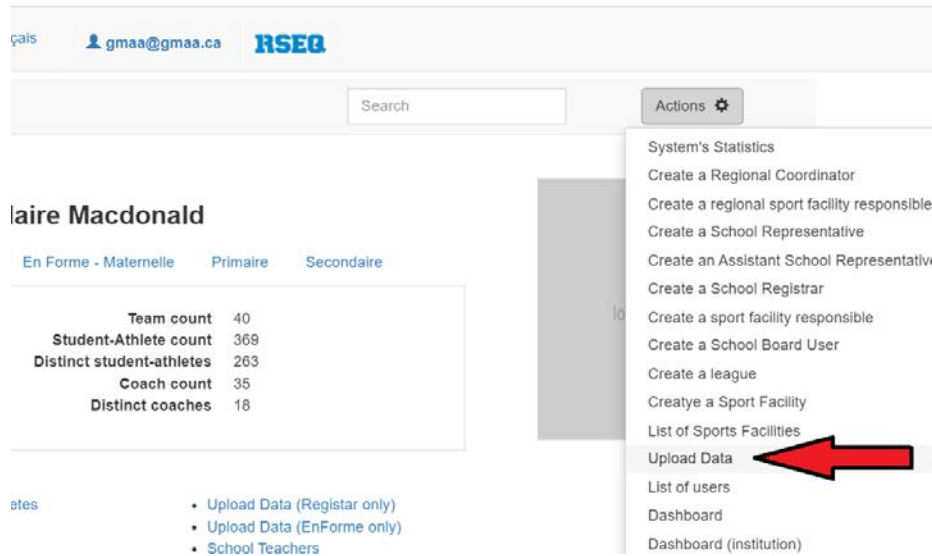 gmaa@gmaa.ca RSEQ
Search Actions
Macdonald
En Forme - Maternelle Primaire Secondaire
Team count 40
Student-Athlete count 369
Distinct student-athletes 263
Coach count 35
Distinct coaches 18
System's Statistics
Create a Regional Coordinator
Create a regional sport facility responsible
Create a School Representative
Create an Assistant School Representative
Create a School Registrar
Create a sport facility responsible
Create a School Board User
Create a league
Creatye a Sport Facility
List of Sports Facilities
Upload Data
List of users
Dashboard
Dashboard (institution)
• Upload Data (Registar only)
• Upload Data (EnForme only)
• School Teachers